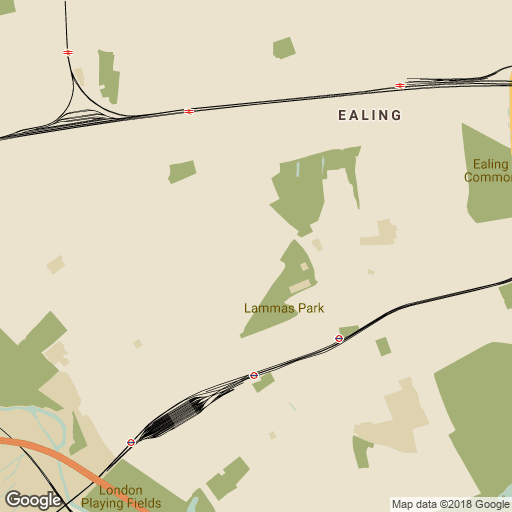 EALING
Ealing
Common
Lammas Park
London
Playing Fields
Google
Map data ©2018 Google